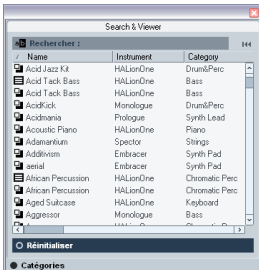 Search & Viewer
Rechercher :
Name Instrument Category
Acid Jazz Kit HALionOne Drum&Perc
Acid Tack Bass HALionOne Bass
Acid Tack Bass HALionOne Bass
AcidKick Monologue Drum&Perc
Acidmania Prologue Synth Lead
Acoustic Piano HALionOne Piano
Adamantium Spector Strings
Additivism Embracer Synth Pad
aerial Embracer Synth Pad
African Percussion HALionOne Chromatic Perc
African Percussion HALionOne Chromatic Perc
Aged Suitcase HALionOne Keyboard
Aggressor Monologue Bass
Réinitialiser
Catégories